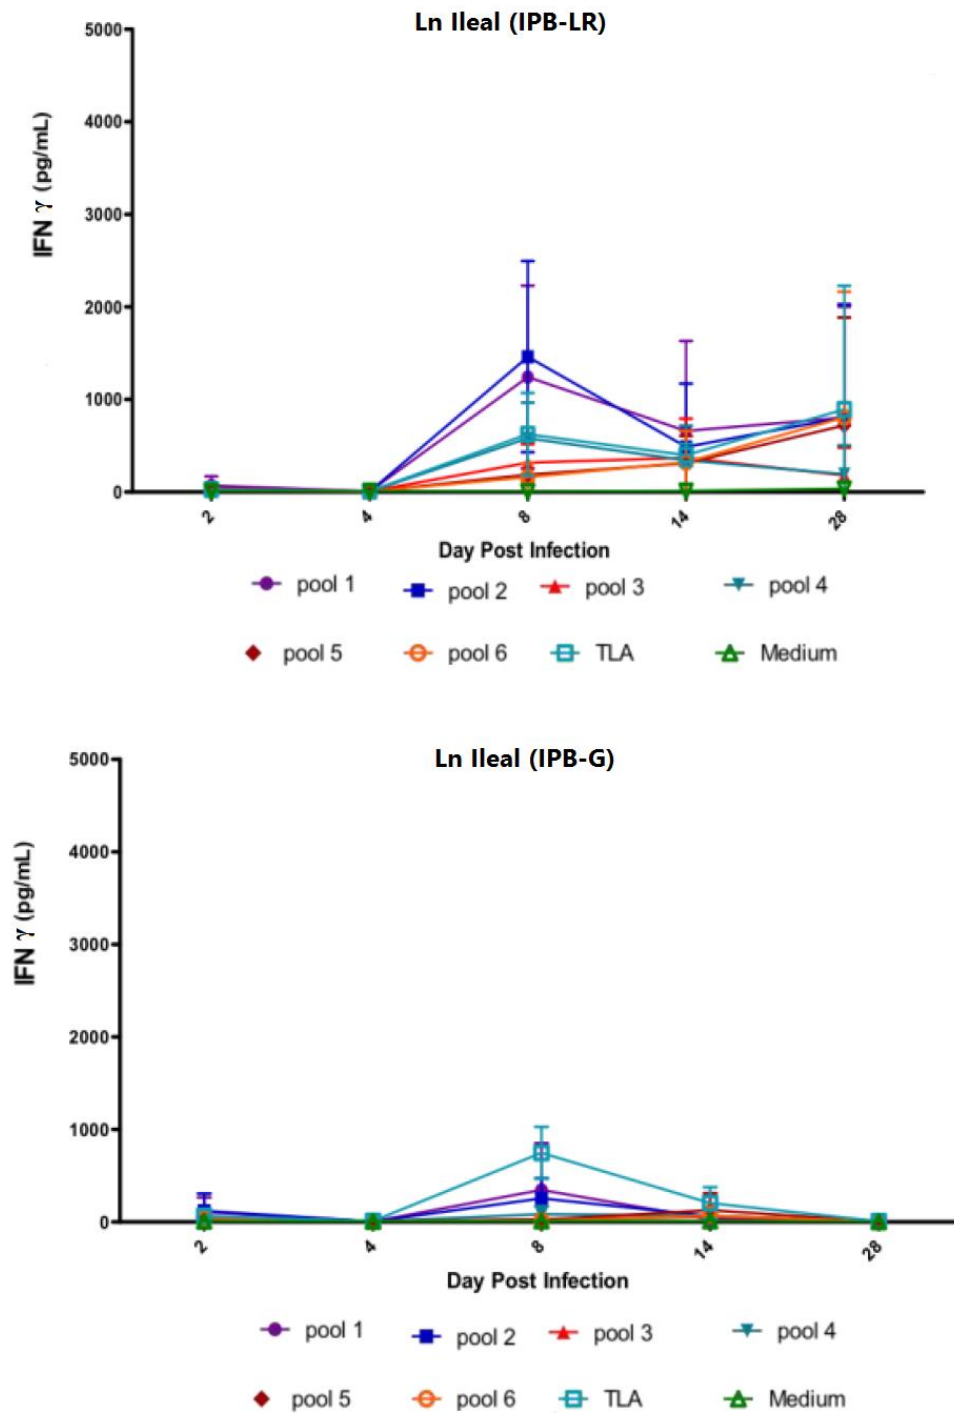 Ln Ileal (IPB-LR)
5000
4000
3000
2000
1000
0
IFN γ (pg/mL)
2 4 8 14 28
Day Post Infection
pool 1 pool 2 pool 3 pool 4
pool 5 pool 6 TLA Medium
Ln Ileal (IPB-G)
5000
4000
3000
2000
1000
0
IFN γ (pg/mL)
2 4 8 14 28
Day Post Infection
pool 1 pool 2 pool 3 pool 4
pool 5 pool 6 TLA Medium